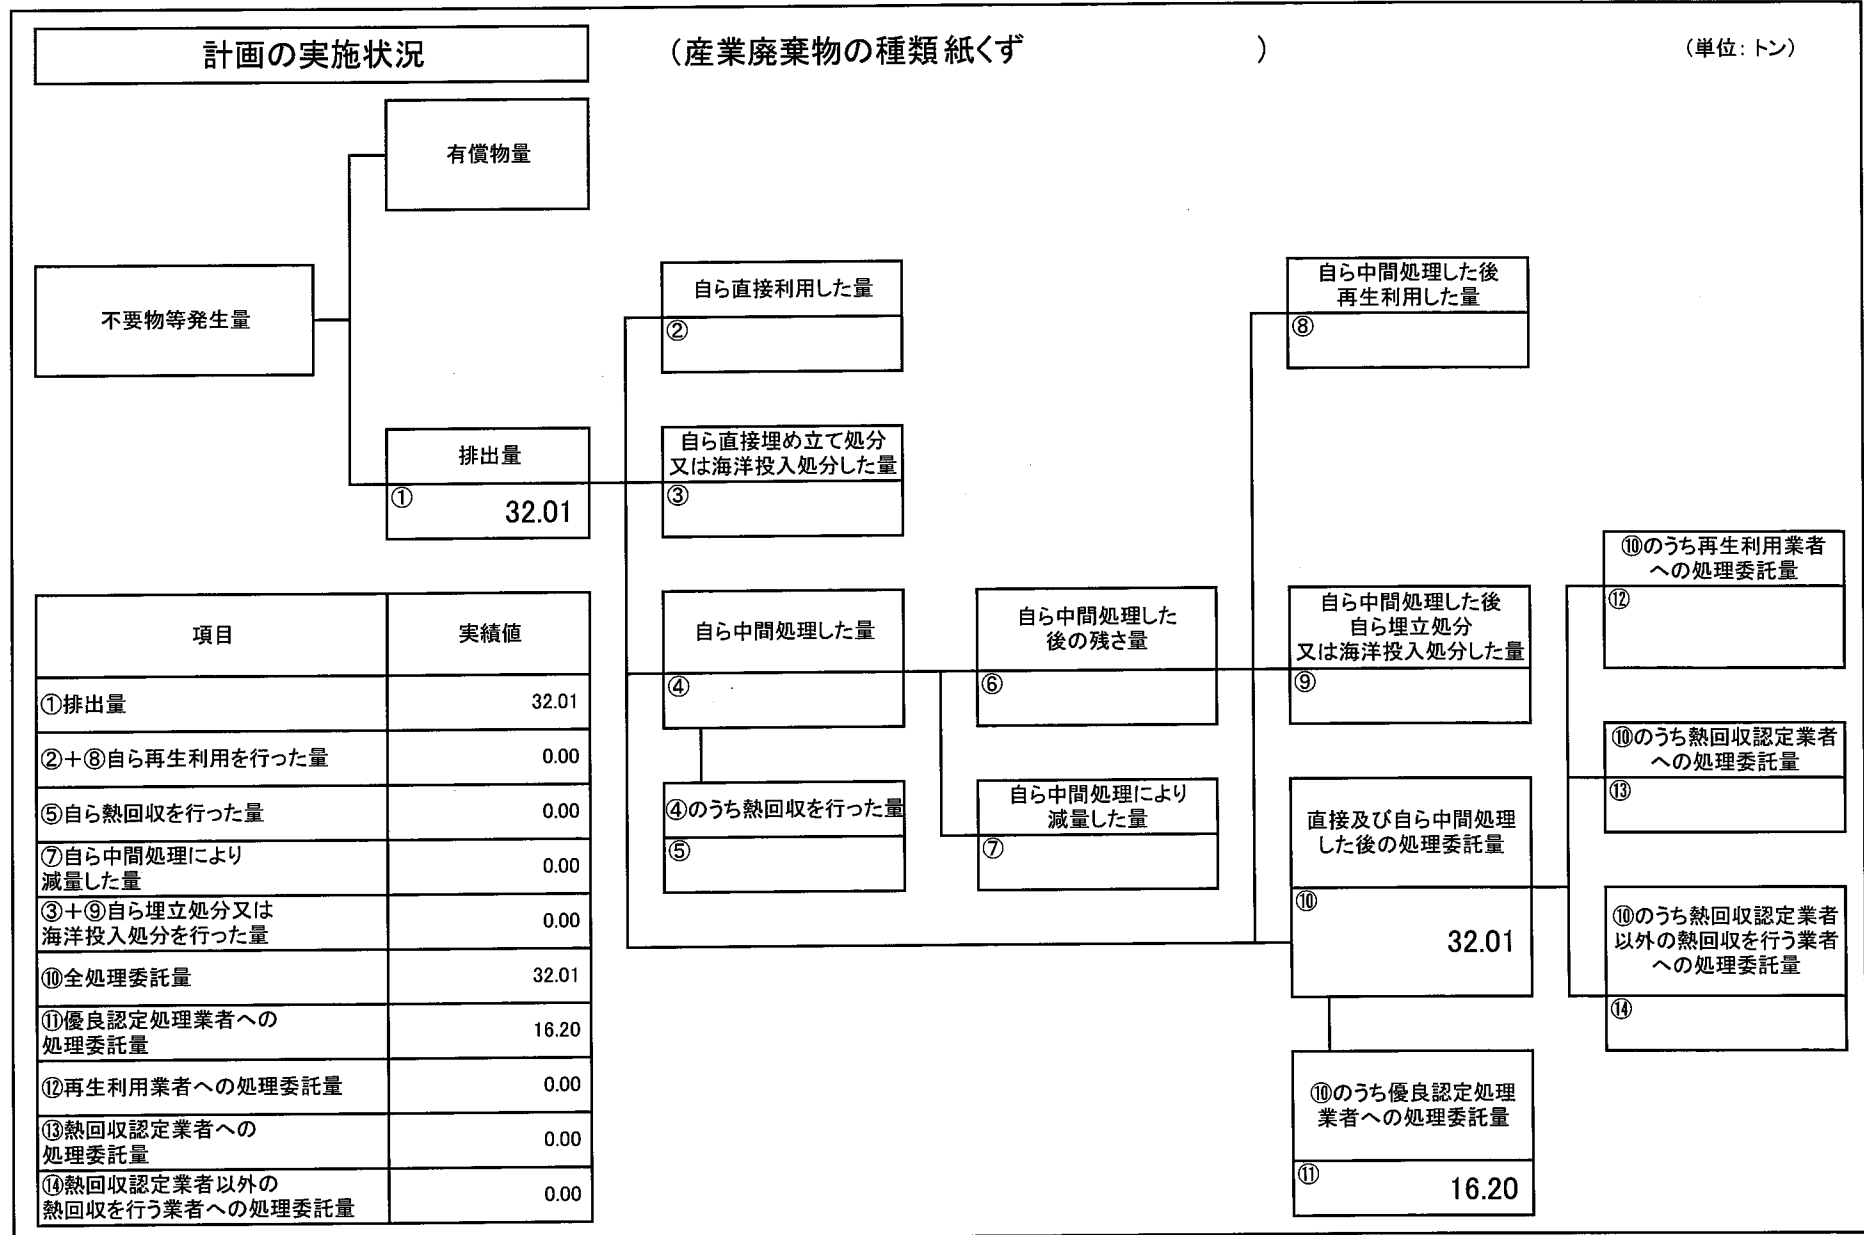 計画の実施状況
（産業廃棄物の種類 紙くず　　　　　　　　）
（単位：トン）
有償物量
不要物等発生量
排出量
①
32.01
自ら直接利用した量
②
自ら直接埋め立て処分
又は海洋投入処分した量
③
自ら中間処理した量
④
④のうち熱回収を行った量
⑤
自ら中間処理した
後の残さ量
⑥
自ら中間処理により
減量した量
⑦
自ら中間処理した後
再生利用した量
⑧
自ら中間処理した後
自ら埋立処分
又は海洋投入処分した量
⑨
直接及び自ら中間処理
した後の処理委託量
⑩
32.01
⑩のうち優良認定処理
業者への処理委託量
⑪
16.20
⑩のうち再生利用業者
への処理委託量
⑫
⑩のうち熱回収認定業者
への処理委託量
⑬
⑩のうち熱回収認定業者
以外の熱回収を行う業者
への処理委託量
⑭
項目 実績値
①排出量 32.01
②＋⑧自ら再生利用を行った量 0.00
⑤自ら熱回収を行った量 0.00
⑦自ら中間処理により
減量した量 0.00
③＋⑨自ら埋立処分又は
海洋投入処分を行った量 0.00
⑩全処理委託量 32.01
⑪優良認定処理業者への
処理委託量 16.20
⑫再生利用業者への処理委託量 0.00
⑬熱回収認定業者への
処理委託量 0.00
⑭熱回収認定業者以外の
熱回収を行う業者への処理委託量 0.00